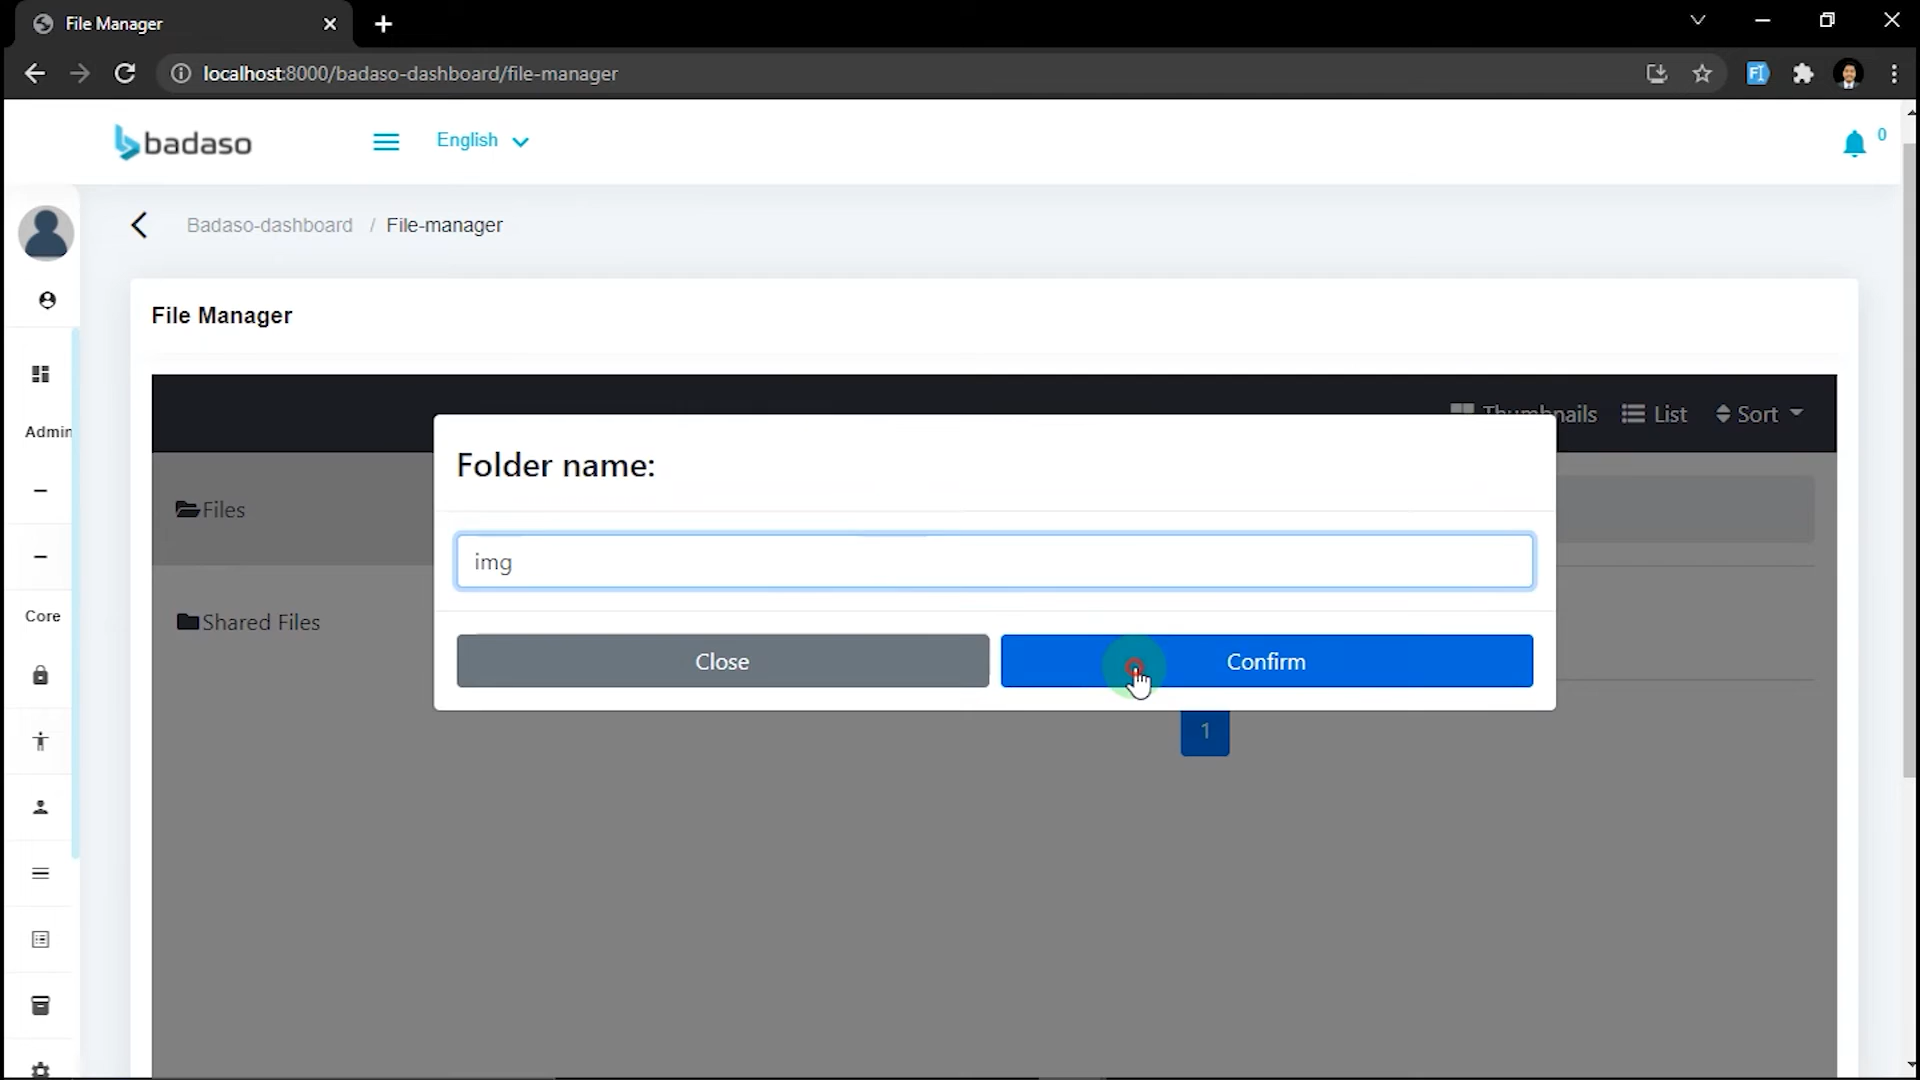 File Manager
localhost:8000/badaso-dashboard/file-manager
badaso
English
0
Badaso-dashboard / File-manager
File Manager
Admin
Core
Thumbnails
List
Sort
Files
Shared Files
Folder name:
img
Close
Confirm
1